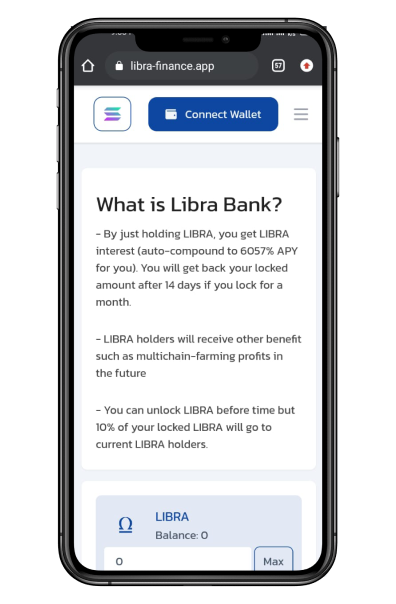 libra-finance.app
57
Connect Wallet
What is Libra Bank?
- By just holding LIBRA, you get LIBRA
interest (auto-compound to 6057% APY
for you). You will get back your locked
amount after 14 days if you lock for a
month.
- LIBRA holders will receive other benefit
such as multichain-farming profits in
the future
- You can unlock LIBRA before time but
10% of your locked LIBRA will go to
current LIBRA holders.
LIBRA
Balance: 0
0
Max